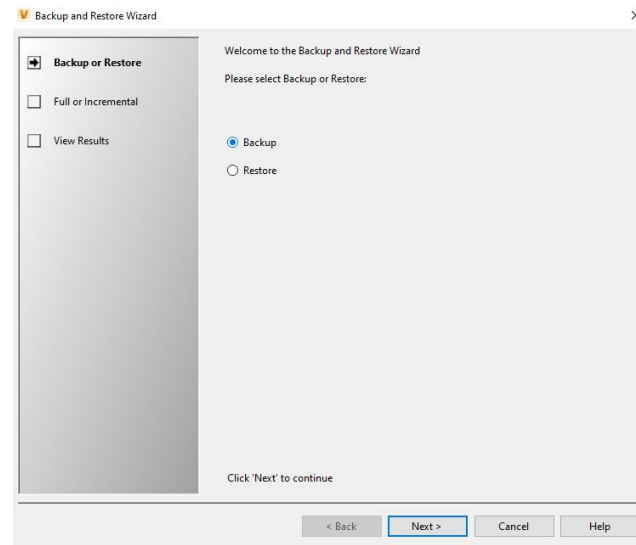 Backup and Restore Wizard
Backup or Restore
Full or Incremental
View Results
Welcome to the Backup and Restore Wizard
Please select Backup or Restore:
Backup
Restore
Click 'Next' to continue
< Back Next > Cancel Help